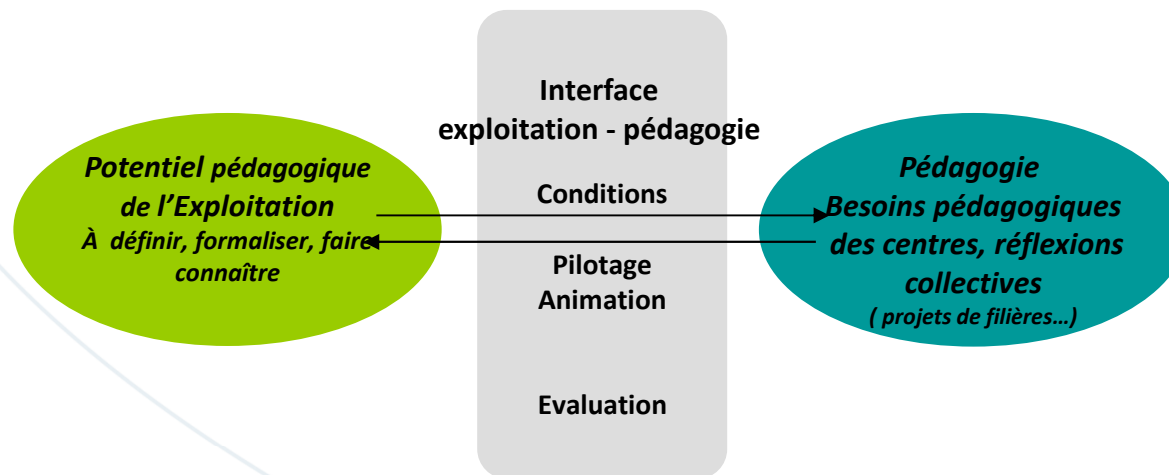 Interface
exploitation - pédagogie
Potentiel pédagogique
de l'Exploitation
À définir, formaliser, faire
connaître
Conditions
Pilotage
Animation
Evaluation
Pédagogie
Besoins pédagogiques
des centres, réflexions
collectives
( projets de filières...)